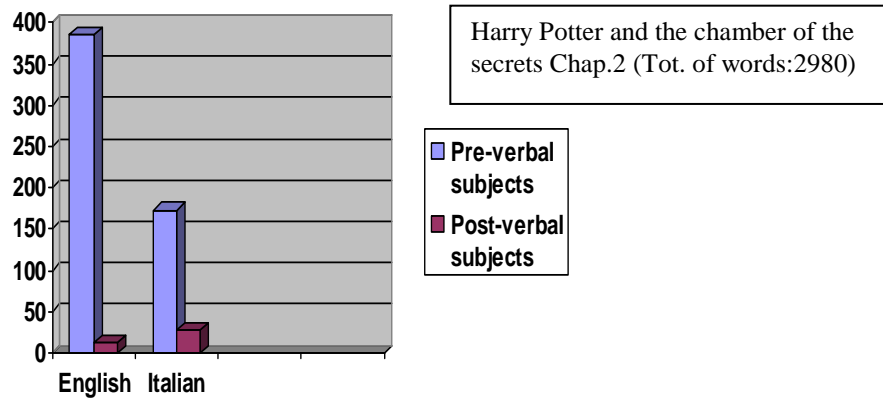 400
350
300
250
200
150
100
50
0
English Italian
Harry Potter and the chamber of the
secrets Chap.2 (Tot. of words:2980)
Pre-verbal
subjects
Post-verbal
subjects